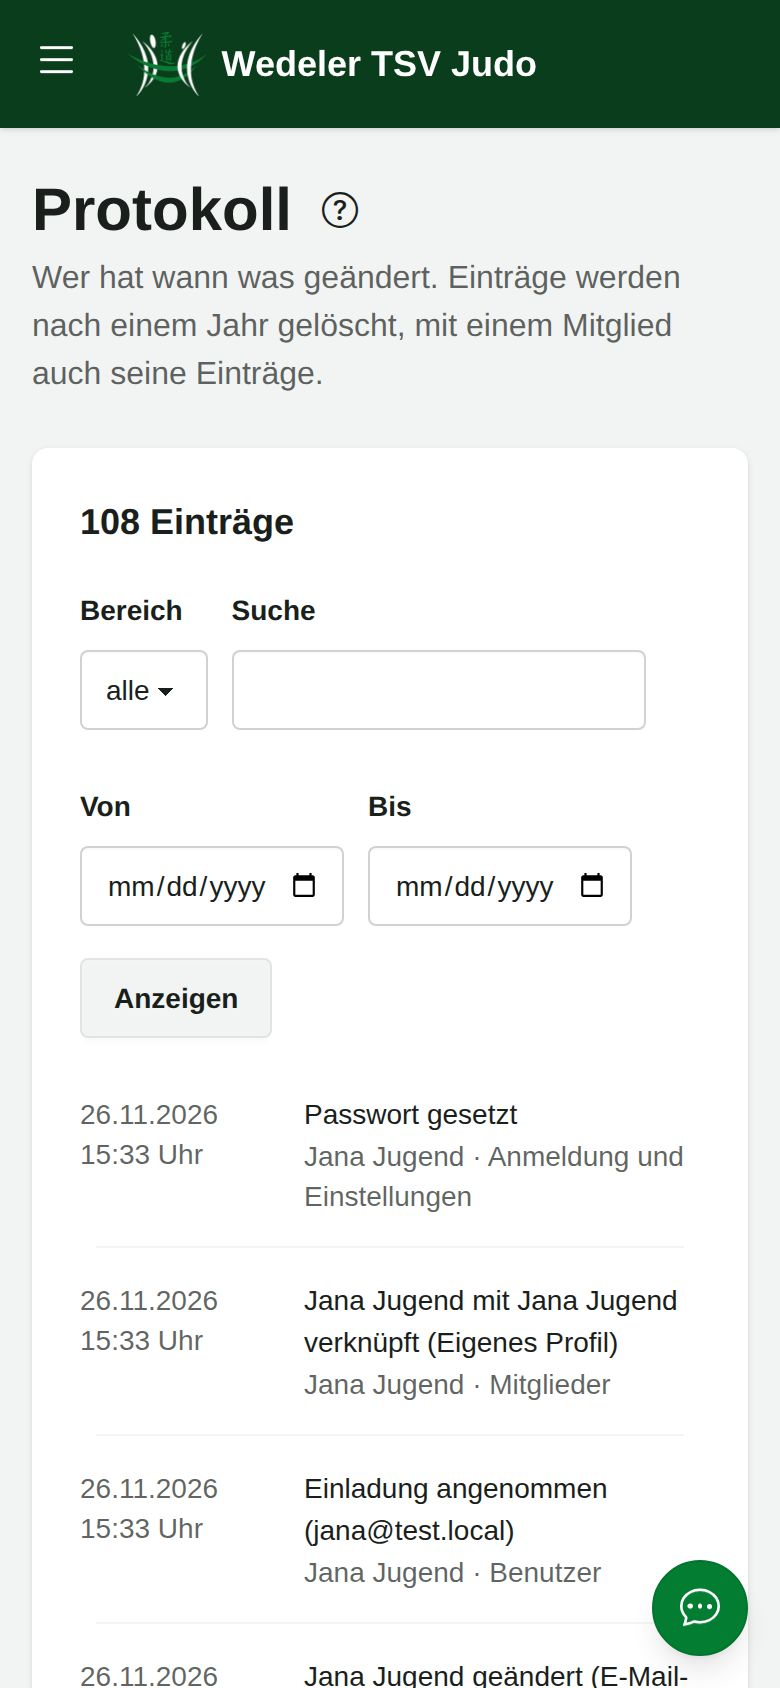 柔道
Wedeler TSV Judo
Protokoll ?
Wer hat wann was geändert. Einträge werden
nach einem Jahr gelöscht, mit einem Mitglied
auch seine Einträge.
108 Einträge
Bereich Suche
alle
Von Bis
mm/dd/yyyy mm/dd/yyyy
Anzeigen
26.11.2026 Passwort gesetzt
15:33 Uhr Jana Jugend · Anmeldung und
Einstellungen
26.11.2026 Jana Jugend mit Jana Jugend
15:33 Uhr verknüpft (Eigenes Profil)
Jana Jugend · Mitglieder
26.11.2026 Einladung angenommen
15:33 Uhr (jana@test.local)
Jana Jugend · Benutzer
26.11.2026 Jana Jugend geändert (E-Mail-